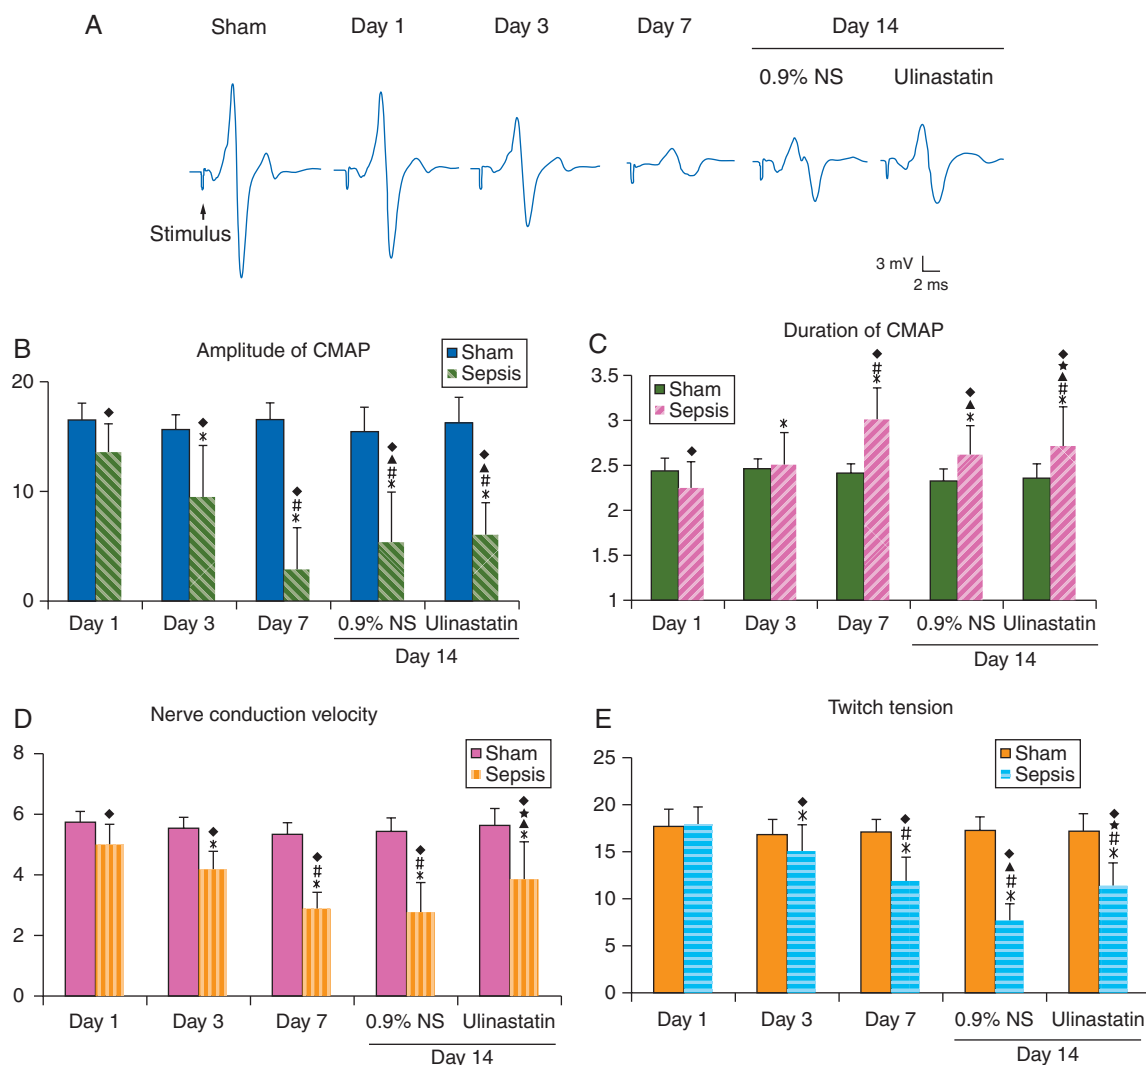 A
Sham
Day 1
Day 3
Day 7
Day 14
0.9% NS
Ulinastatin
Stimulus
3 mV
2 ms
B
Amplitude of CMAP
Sham
Sepsis
20
10
0
◆
◆
*
◆
#
*
◆
▲
#
*
◆
▲
#
*
Day 1
Day 3
Day 7
0.9% NS
Ulinastatin
Day 14
C
Duration of CMAP
Sham
Sepsis
3.5
3
2.5
2
1.5
1
◆
*
◆
#
*
◆
▲
*
◆
★
▲
#
*
Day 1
Day 3
Day 7
0.9% NS
Ulinastatin
Day 14
D
Nerve conduction velocity
Sham
Sepsis
8
6
4
2
0
◆
◆
*
◆
#
*
◆
#
*
◆
★
▲
*
Day 1
Day 3
Day 7
0.9% NS
Ulinastatin
Day 14
E
Twitch tension
Sham
Sepsis
25
20
15
10
5
0
◆
*
◆
#
*
◆
▲
#
*
◆
★
#
*
Day 1
Day 3
Day 7
0.9% NS
Ulinastatin
Day 14